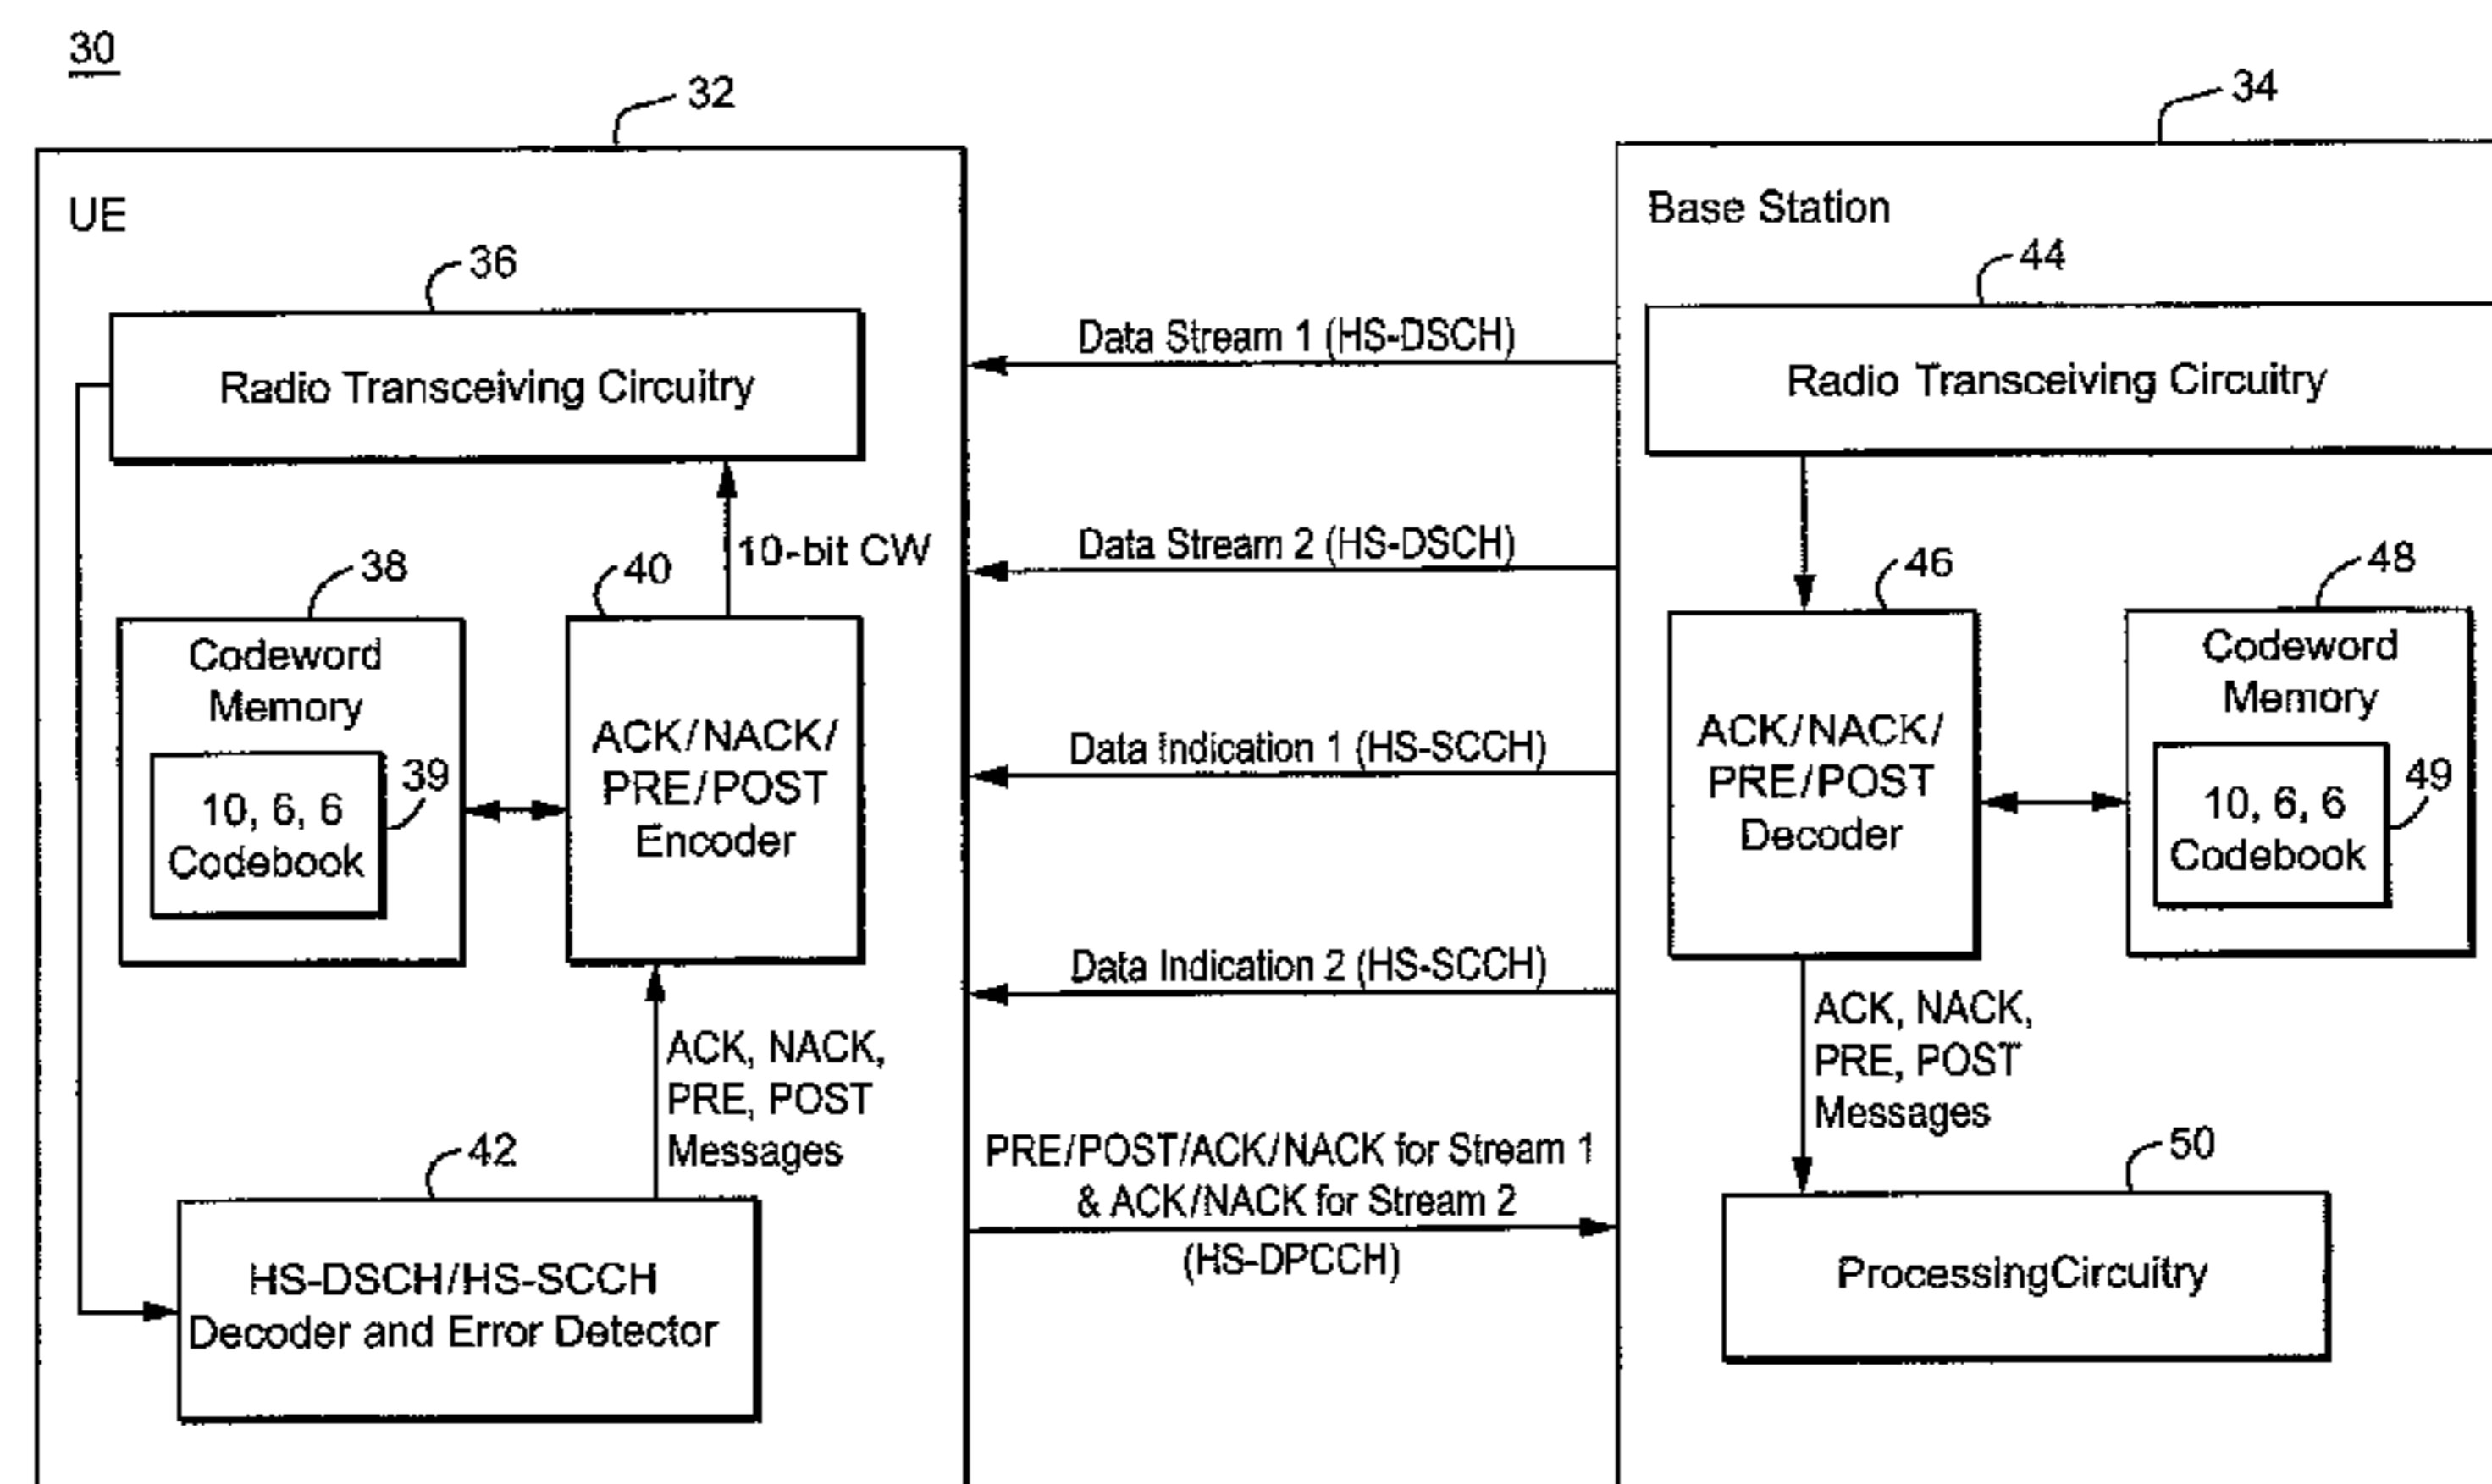 30
32
34
UE
Base Station
36
44
Radio Transceiving Circuitry
Data Stream 1 (HS-DSCH)
Radio Transceiving Circuitry
10-bit CW
Data Stream 2 (HS-DSCH)
38
40
46
48
Codeword
Memory
39
10, 6, 6
Codebook
ACK/NACK/
PRE/POST
Encoder
Data Indication 1 (HS-SCCH)
ACK/NACK/
PRE/POST
Decoder
Codeword
Memory
49
10, 6, 6
Codebook
Data Indication 2 (HS-SCCH)
ACK, NACK,
PRE, POST
Messages
ACK, NACK,
PRE, POST
Messages
42
PRE/POST/ACK/NACK for Stream 1
& ACK/NACK for Stream 2
(HS-DPCCH)
50
HS-DSCH/HS-SCCH
Decoder and Error Detector
ProcessingCircuitry